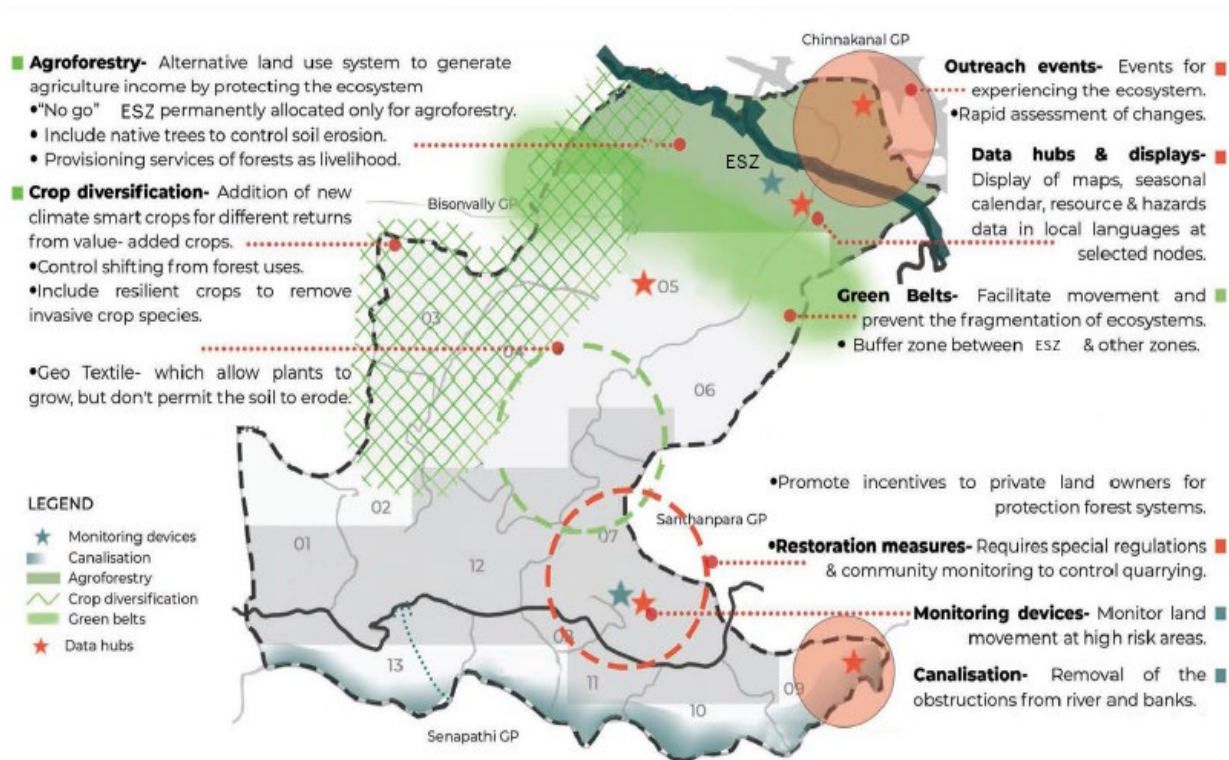 Chinnakanal GP
Agroforestry- Alternative land use system to generate
agriculture income by protecting the ecosystem
•"No go" ESZ permanently allocated only for agroforestry.
• Include native trees to control soil erosion.
• Provisioning services of forests as livelihood.
Crop diversification- Addition of new
climate smart crops for different returns
from value- added crops.
•Control shifting from forest uses.
•Include resilient crops to remove
invasive crop species.
•Geo Textile- which allow plants to
grow, but don't permit the soil to erode.
Outreach events- Events for
experiencing the ecosystem.
•Rapid assessment of changes.
Data hubs & displays-
Display of maps, seasonal
calendar, resource & hazards
data in local languages at
selected nodes.
Green Belts- Facilitate movement and
prevent the fragmentation of ecosystems.
• Buffer zone between ESZ & other zones.
ESZ
Bisonvally GP
05
03
04
06
02
01
12
07
Santhanpara GP
08
13
11
10
09
Senapathi GP
•Promote incentives to private land owners for
protection forest systems.
•Restoration measures- Requires special regulations
& community monitoring to control quarrying.
Monitoring devices- Monitor land
movement at high risk areas.
Canalisation- Removal of the
obstructions from river and banks.
LEGEND
Monitoring devices
Canalisation
Agroforestry
Crop diversification
Green belts
Data hubs